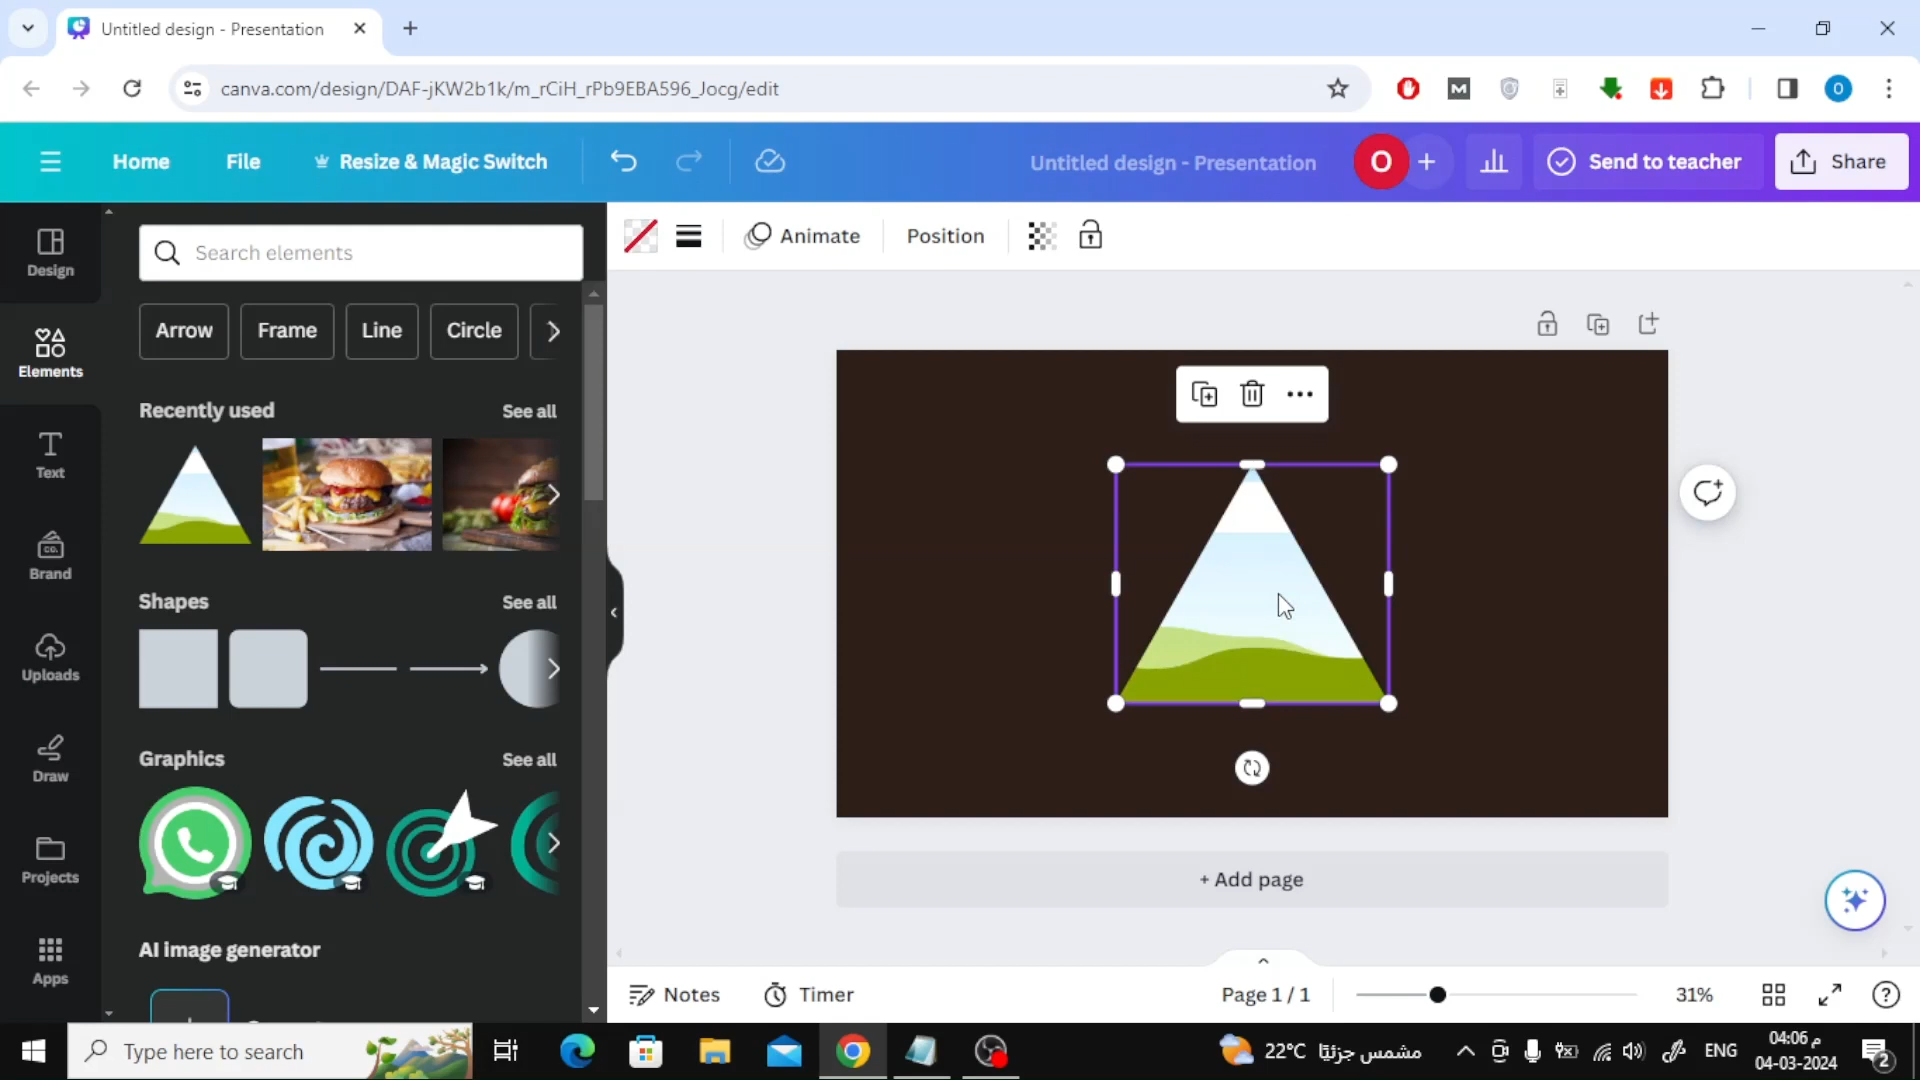 Untitled design - Presentation
canva.com/design/DAF-jKW2b1k/m_rCiH_rPb9EBA596_Jocg/edit
O
Home
File
Resize & Magic Switch
Untitled design - Presentation
O
Send to teacher
Share
Design
Elements
Text
Brand
Uploads
Draw
Projects
Apps
Search elements
Arrow
Frame
Line
Circle
Recently used
See all
Shapes
See all
Graphics
See all
AI image generator
Animate
Position
+ Add page
Notes
Timer
Page 1 / 1
31%
Type here to search
22°C مشمس جزئيًا
ENG
04:06 م
04-03-2024
2